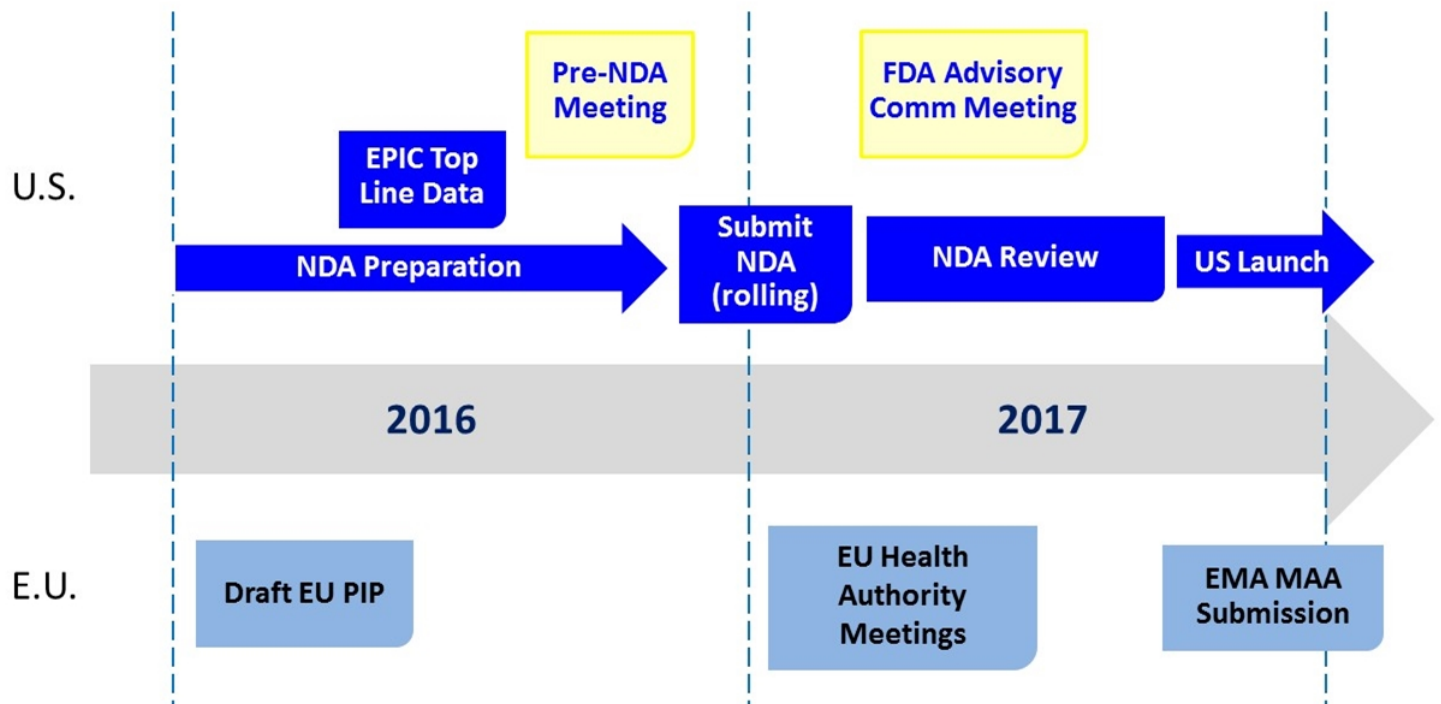 Pre-NDA
Meeting
FDA Advisory
Comm Meeting
EPIC Top
Line Data
U.S.
NDA Preparation
Submit
NDA
(rolling)
NDA Review
US Launch
2016
2017
E.U.
Draft EU PIP
EU Health
Authority
Meetings
EMA MAA
Submission